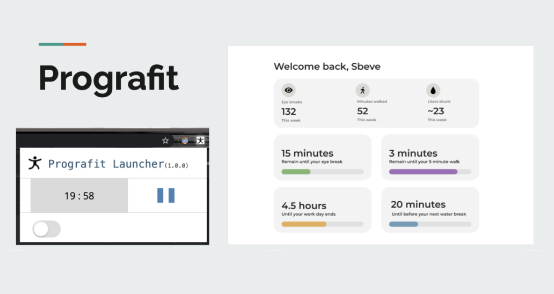 Prografit
Prografit Launcher(1.0.0)
19:58
Welcome back, Sbeve
Eye breaks
132
This week
Minutes walked
52
This week
Liters drunk
~23
This week
15 minutes
Remain until your eye break
3 minutes
Remain until your 5 minute walk
4.5 hours
Until your work day ends
20 minutes
Until before your next water break